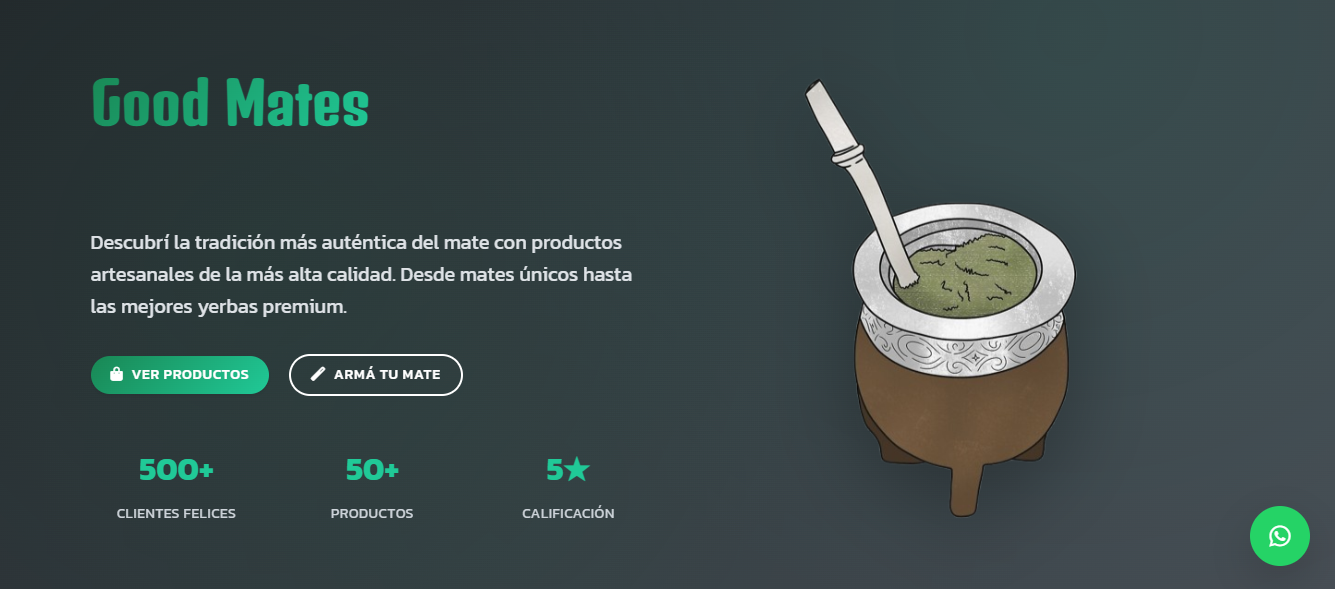 Good Mates
Descubrí la tradición más auténtica del mate con productos
artesanales de la más alta calidad. Desde mates únicos hasta
las mejores yerbas premium.
VER PRODUCTOS
ARMÁ TU MATE
500+
50+
5★
CLIENTES FELICES
PRODUCTOS
CALIFICACIÓN